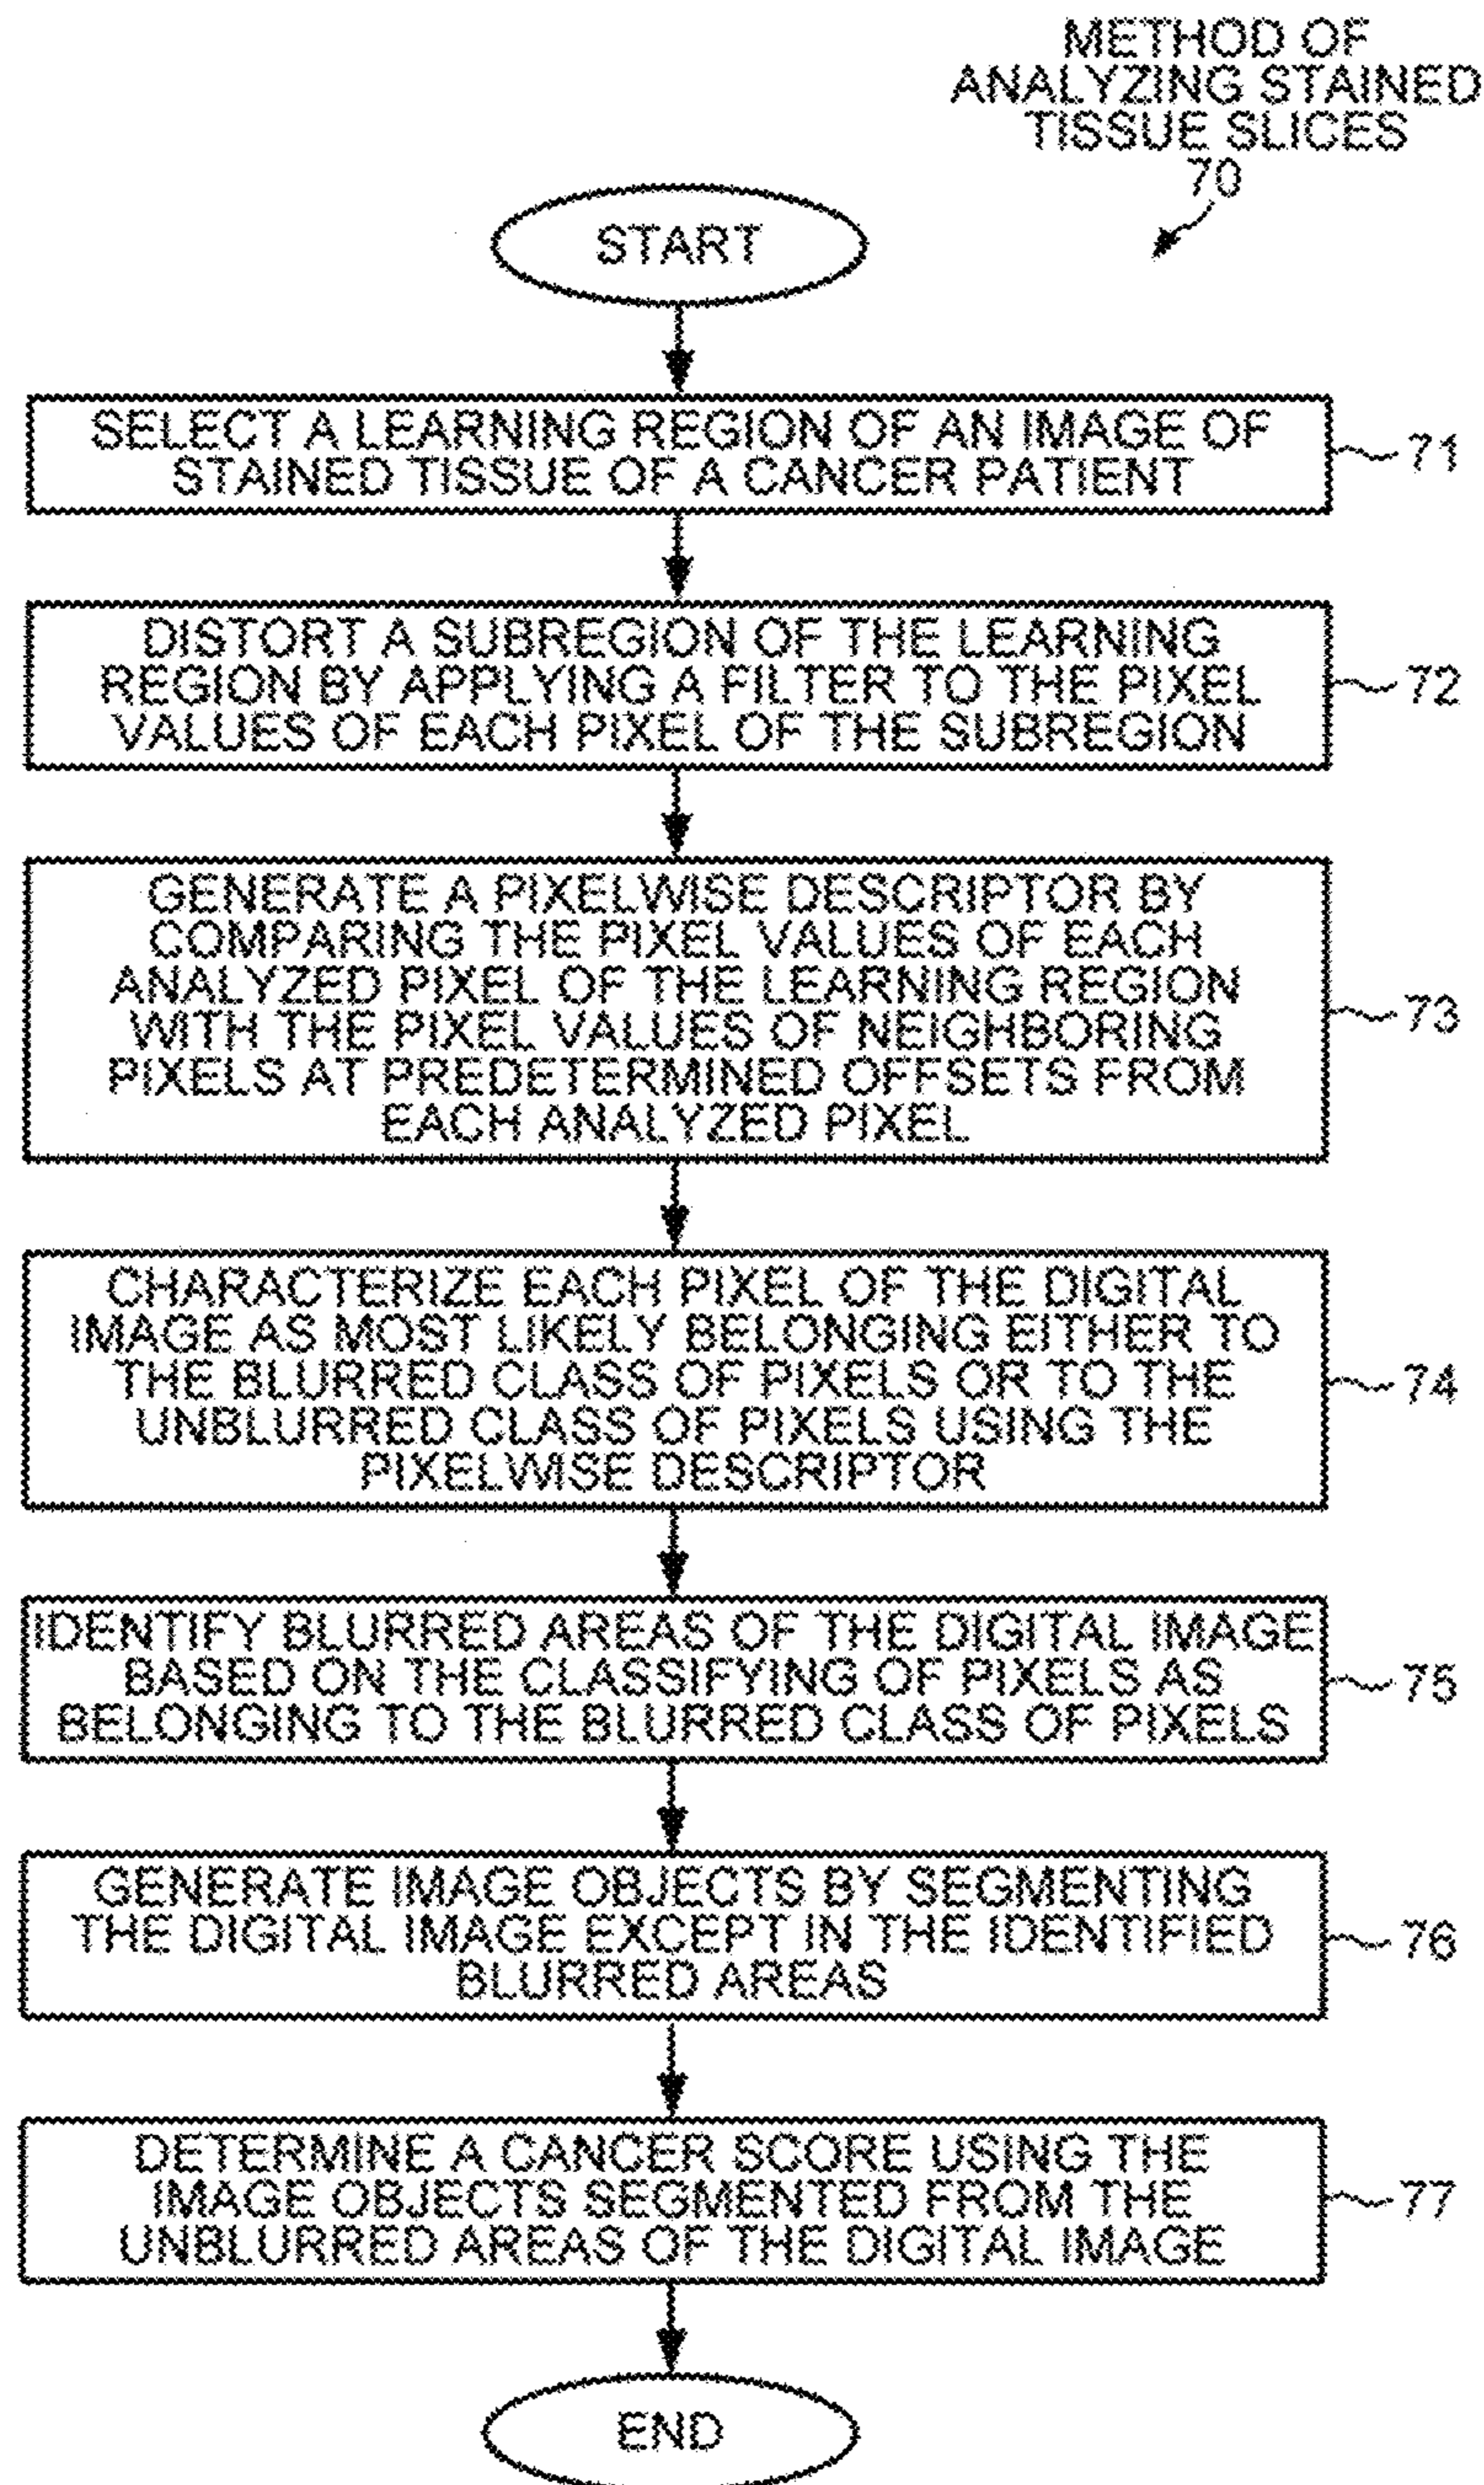 METHOD OF
ANALYZING STAINED
TISSUE SLICES
70
START
SELECT A LEARNING REGION OF AN IMAGE OF
STAINED TISSUE OF A CANCER PATIENT
71
DISTORT A SUBREGION OF THE LEARNING
REGION BY APPLYING A FILTER TO THE PIXEL
VALUES OF EACH PIXEL OF THE SUBREGION
72
GENERATE A PIXELWISE DESCRIPTOR BY
COMPARING THE PIXEL VALUES OF EACH
ANALYZED PIXEL OF THE LEARNING REGION
WITH THE PIXEL VALUES OF NEIGHBORING
PIXELS AT PREDETERMINED OFFSETS FROM
EACH ANALYZED PIXEL
73
CHARACTERIZE EACH PIXEL OF THE DIGITAL
IMAGE AS MOST LIKELY BELONGING EITHER TO
THE BLURRED CLASS OF PIXELS OR TO THE
UNBLURRED CLASS OF PIXELS USING THE
PIXELWISE DESCRIPTOR
74
IDENTIFY BLURRED AREAS OF THE DIGITAL IMAGE
BASED ON THE CLASSIFYING OF PIXELS AS
BELONGING TO THE BLURRED CLASS OF PIXELS
75
GENERATE IMAGE OBJECTS BY SEGMENTING
THE DIGITAL IMAGE EXCEPT IN THE IDENTIFIED
BLURRED AREAS
76
DETERMINE A CANCER SCORE USING THE
IMAGE OBJECTS SEGMENTED FROM THE
UNBLURRED AREAS OF THE DIGITAL IMAGE
77
END